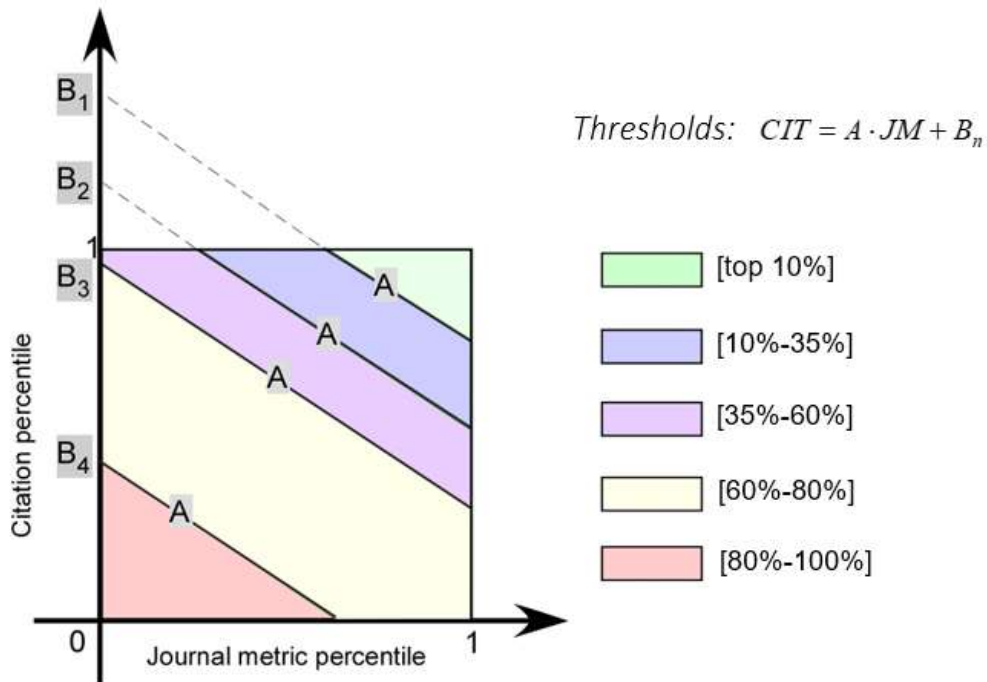 B1
Thresholds: CIT = A · JM + Bn
B2
1
B3
[top 10%]
A
A
[10%-35%]
A
[35%-60%]
B4
[60%-80%]
A
[80%-100%]
Citation percentile
0
Journal metric percentile
1